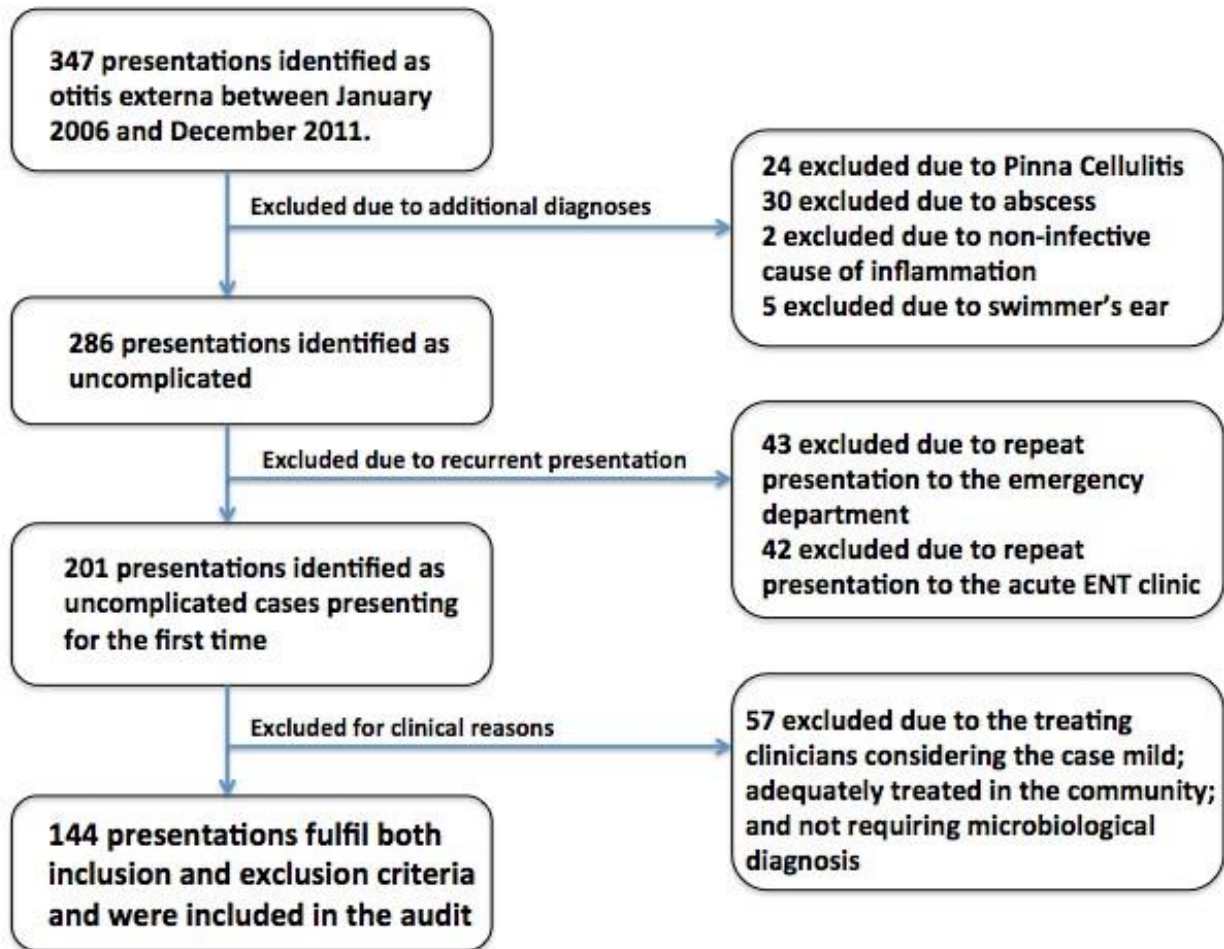 347 presentations identified as
otitis externa between January
2006 and December 2011.
Excluded due to additional diagnoses
24 excluded due to Pinna Cellulitis
30 excluded due to abscess
2 excluded due to non-infective
cause of inflammation
5 excluded due to swimmer's ear
286 presentations identified as
uncomplicated
Excluded due to recurrent presentation
43 excluded due to repeat
presentation to the emergency
department
42 excluded due to repeat
presentation to the acute ENT clinic
201 presentations identified as
uncomplicated cases presenting
for the first time
Excluded for clinical reasons
57 excluded due to the treating
clinicians considering the case mild;
adequately treated in the community;
and not requiring microbiological
diagnosis
144 presentations fulfil both
inclusion and exclusion criteria
and were included in the audit